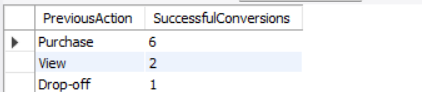 PreviousAction SuccessfulConversions
Purchase 6
View 2
Drop-off 1